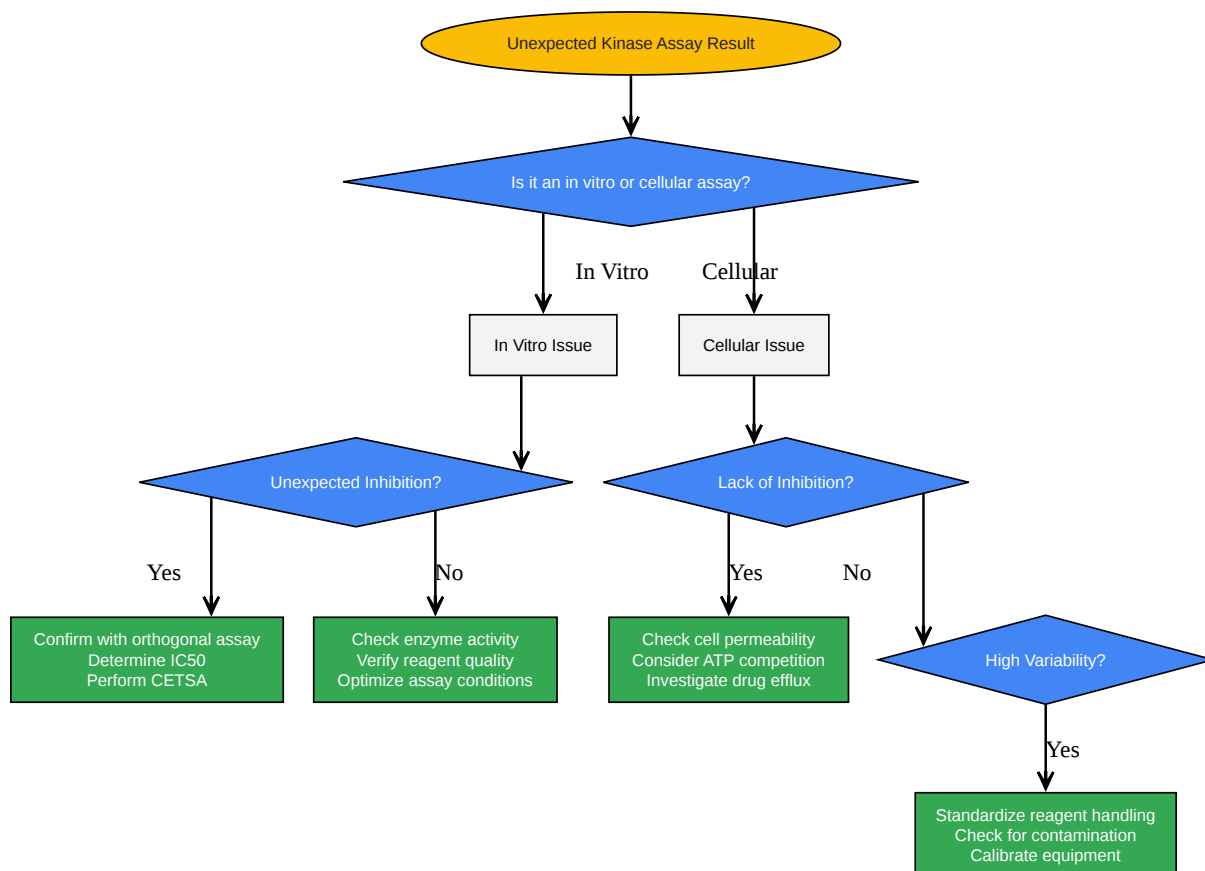 Unexpected Kinase Assay Result
Is it an in vitro or cellular assay?
In Vitro
Cellular
In Vitro Issue
Cellular Issue
Unexpected Inhibition?
Lack of Inhibition?
Yes
No
Yes
No
Confirm with orthogonal assay
Determine IC50
Perform CETSA
Check enzyme activity
Verify reagent quality
Optimize assay conditions
Check cell permeability
Consider ATP competition
Investigate drug efflux
High Variability?
Yes
Standardize reagent handling
Check for contamination
Calibrate equipment